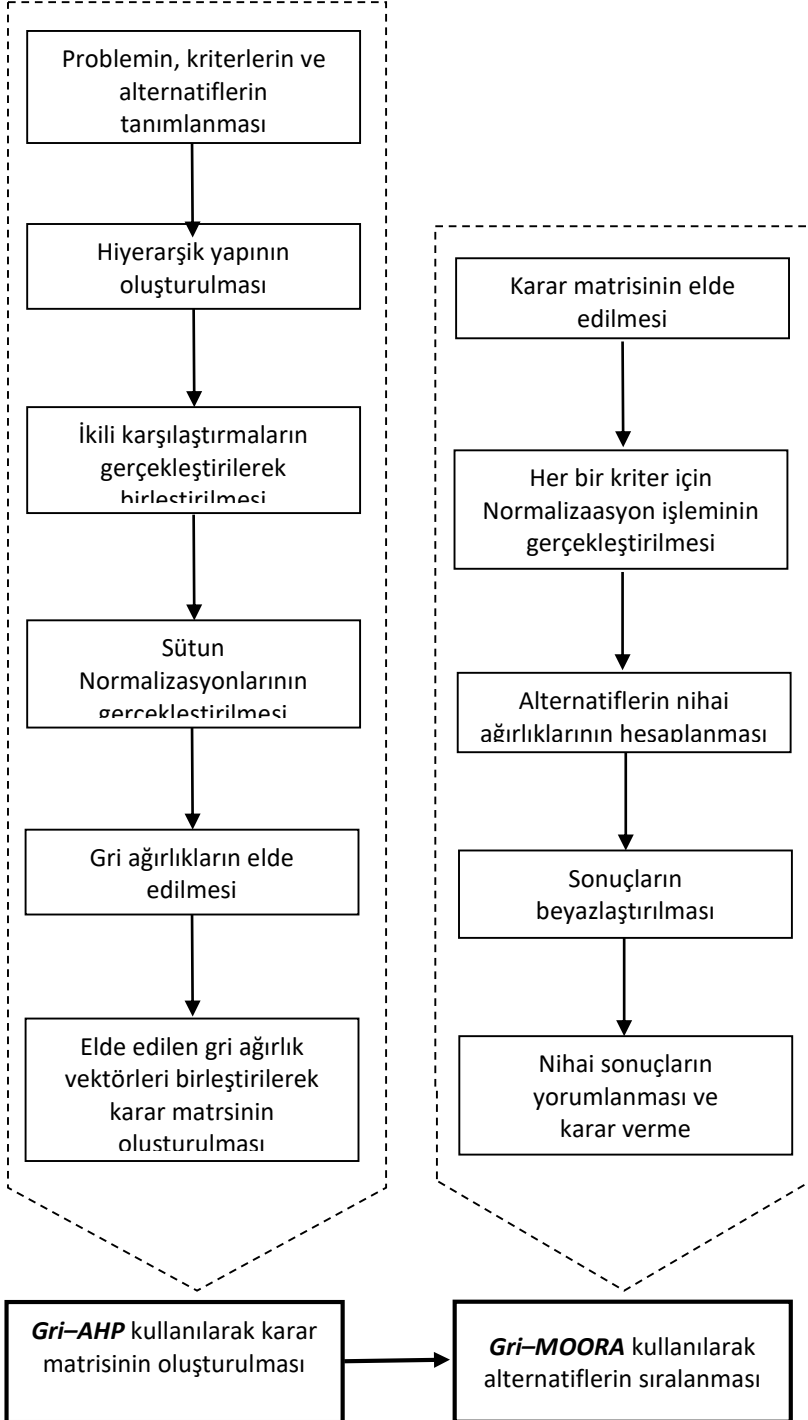 Problemin, kriterlerin ve
alternatiflerin
tanımlanması
Hiyerarşik yapının
oluşturulması
İkili karşılaştırmaların
gerçekleştirilerek
birleştirilmesi
Sütun
Normalizasyonlarının
gerçekleştirilmesi
Gri ağırlıkların elde
edilmesi
Elde edilen gri ağırlık
vektörleri birleştirilerek
karar matrsinin
oluşturulması
Gri–AHP kullanılarak karar
matrisinin oluşturulması
Karar matrisinin elde
edilmesi
Her bir kriter için
Normalizaasyon işleminin
gerçekleştirilmesi
Alternatiflerin nihai
ağırlıklarının hesaplanması
Sonuçların
beyazlaştırılması
Nihai sonuçların
yorumlanması ve
karar verme
Gri–MOORA kullanılarak
alternatiflerin sıralanması